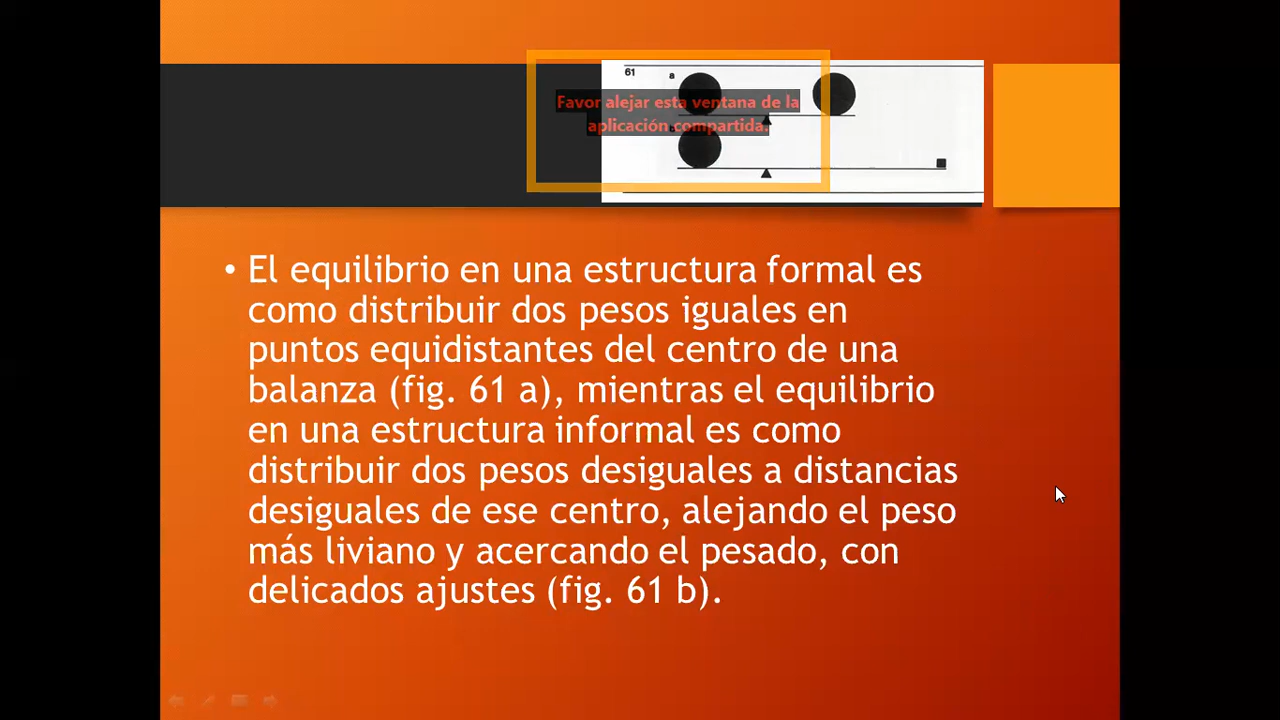 61
a
Favor alejar esta ventana de la
aplicación compartida.
• El equilibrio en una estructura formal es
como distribuir dos pesos iguales en
puntos equidistantes del centro de una
balanza (fig. 61 a), mientras el equilibrio
en una estructura informal es como
distribuir dos pesos desiguales a distancias
desiguales de ese centro, alejando el peso
más liviano y acercando el pesado, con
delicados ajustes (fig. 61 b).